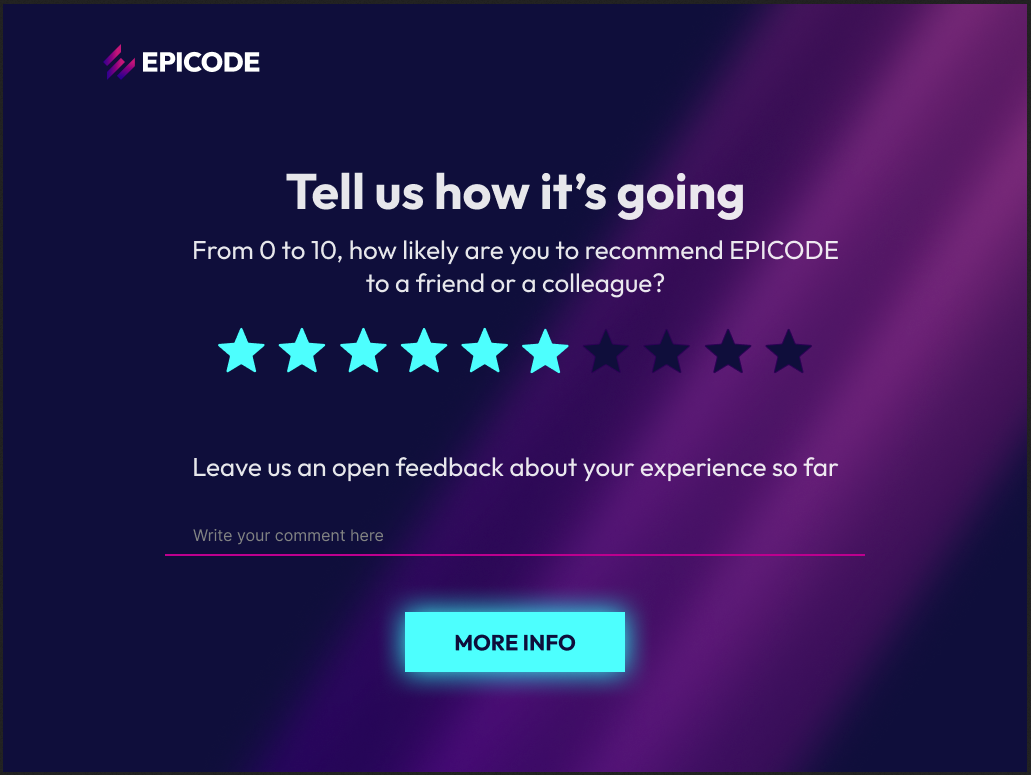 EPICODE
Tell us how it’s going
From 0 to 10, how likely are you to recommend EPICODE
to a friend or a colleague?
Leave us an open feedback about your experience so far
Write your comment here
MORE INFO